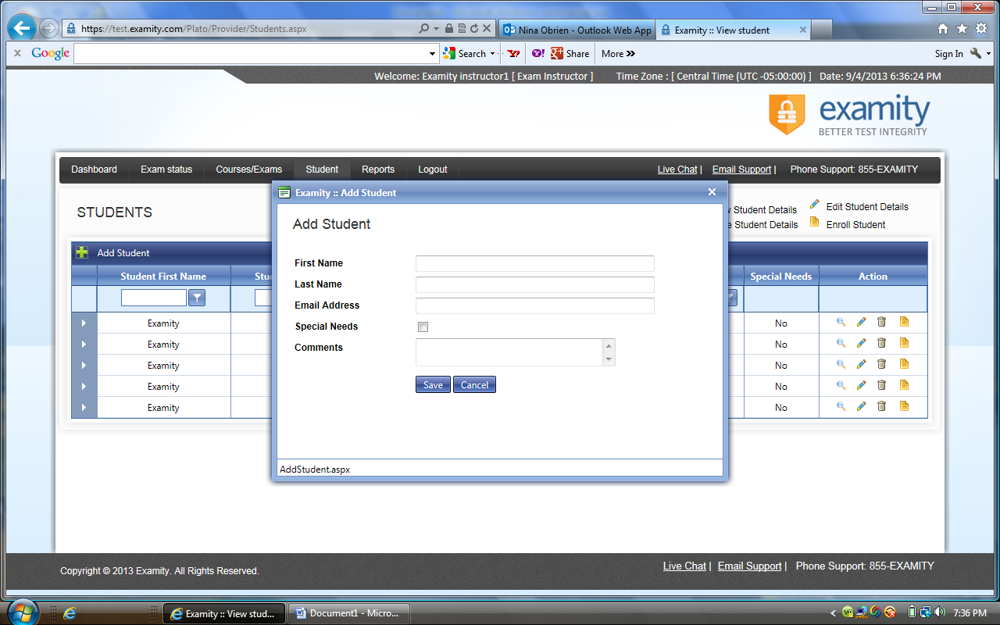 https://test.examity.com/Plato/Provider/Students.aspx
Nina Obrien - Outlook Web App
Examity :: View student
Google
Search
Share
More »
Sign In
Welcome: Examity instructor1 [ Exam Instructor ] Time Zone : [ Central Time (UTC -05:00:00) ] Date: 9/4/2013 6:36:24 PM
examity
BETTER TEST INTEGRITY
Dashboard Exam status Courses/Exams Student Reports Logout Live Chat | Email Support | Phone Support: 855-EXAMITY
Examity :: Add Student
STUDENTS
Student Details Edit Student Details
Student Details Enroll Student
Add Student
Add Student
Student First Name Special Needs Action
First Name
Last Name
Email Address
Special Needs
Comments
Save Cancel
Examity No
Examity No
Examity No
Examity No
Examity No
AddStudent.aspx
Copyright © 2013 Examity. All Rights Reserved.
Live Chat | Email Support | Phone Support: 855-EXAMITY
Examity :: View stud...
Document1 - Micro...
7:36 PM